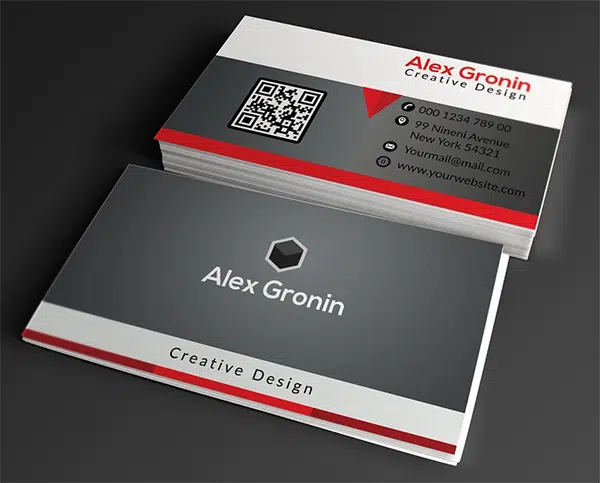 Alex Gronin
Creative Design
000 1234 789 00
99 Nineni Avenue
New York 54321
Yourmail@mail.com
www.yourwebsite.com
Alex Gronin
Creative Design